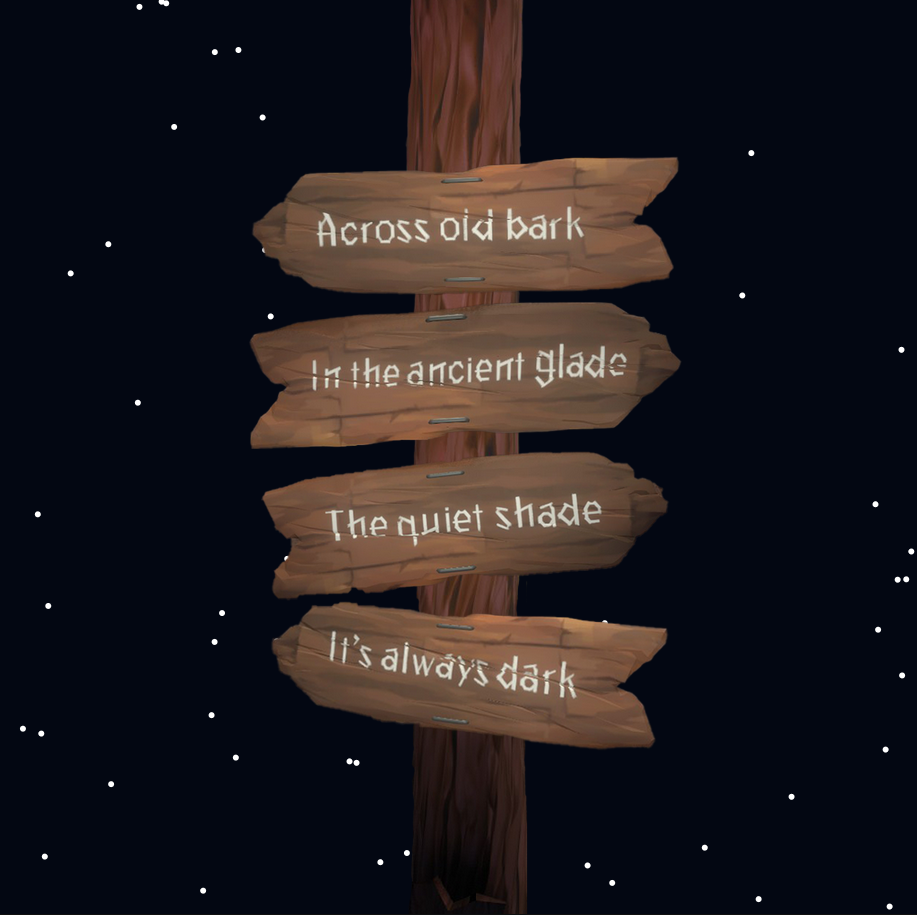 Across old bark
In the ancient glade
The quiet shade
It's always dark